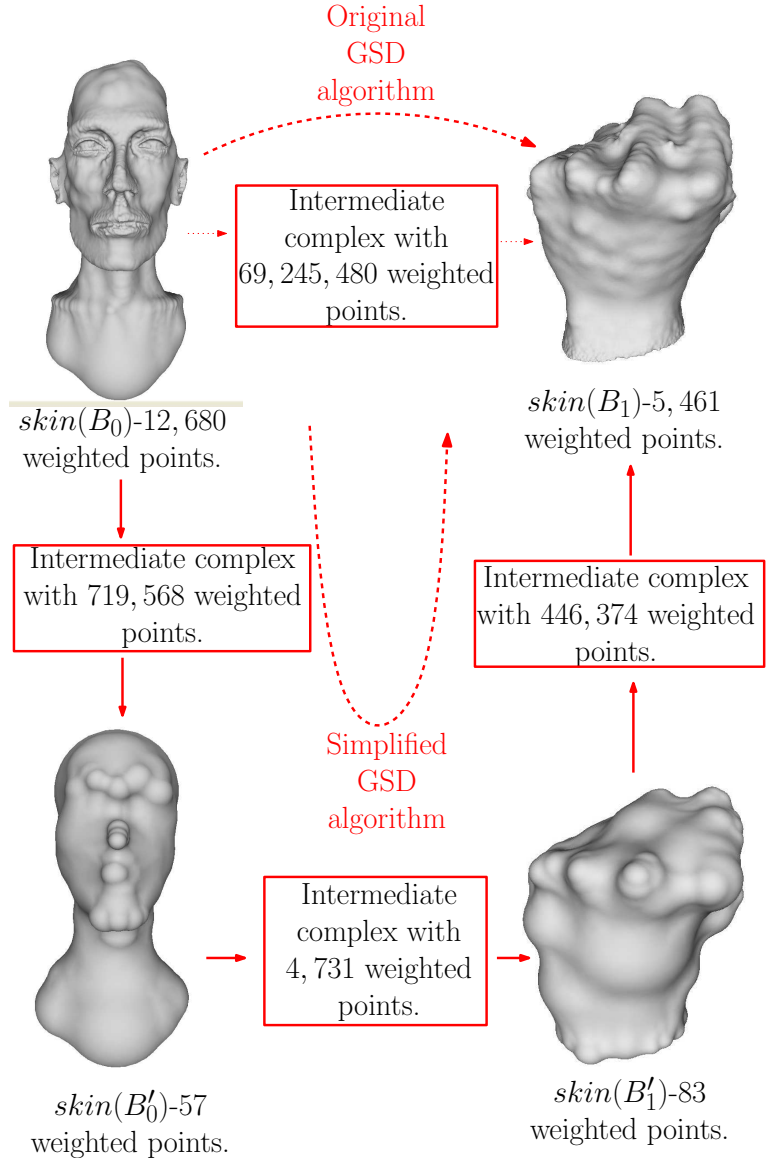 Original
GSD
algorithm
Intermediate
complex with
69, 245, 480 weighted
points.
skin(B₀)-12, 680
weighted points.
skin(B₁)-5, 461
weighted points.
Intermediate complex
with 719, 568 weighted
points.
Intermediate complex
with 446, 374 weighted
points.
Simplified
GSD
algorithm
Intermediate
complex with
4, 731 weighted
points.
skin(B′₀)-57
weighted points.
skin(B′₁)-83
weighted points.